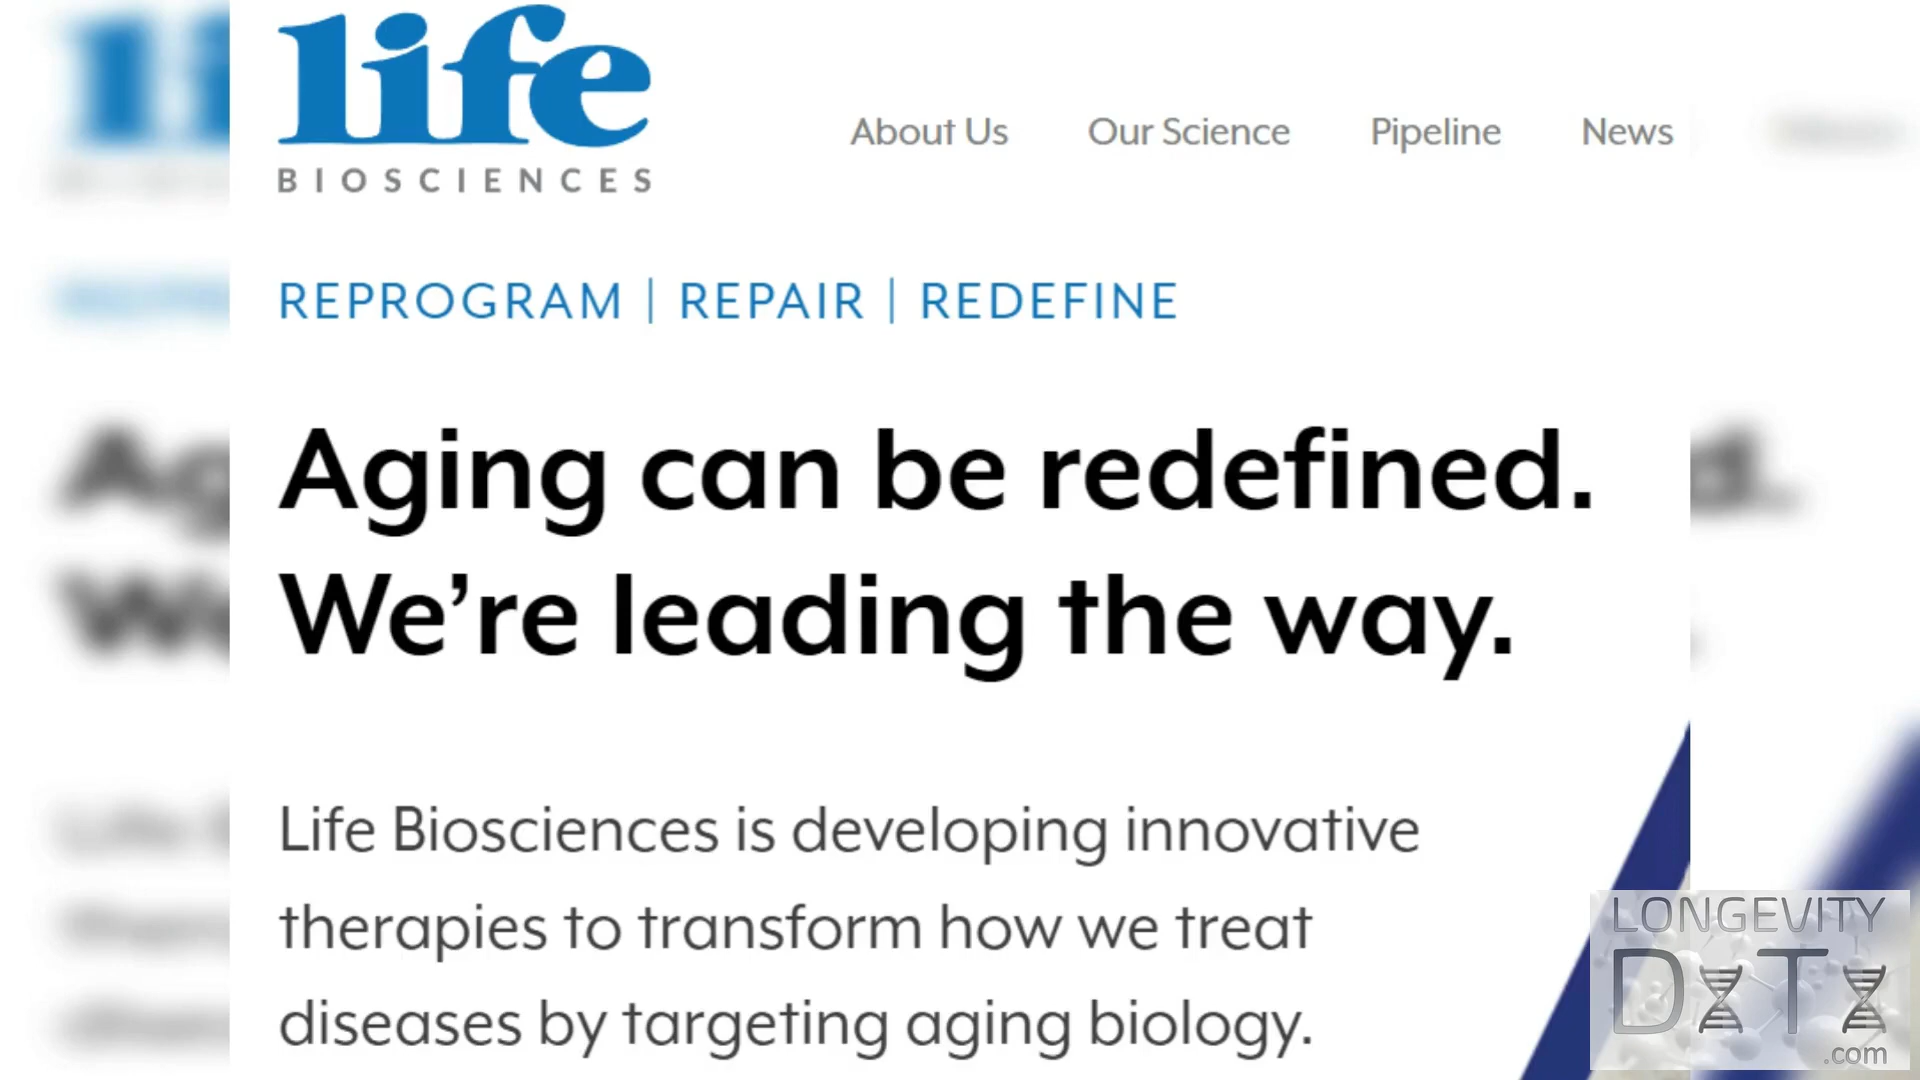 life
BIOSCIENCES
About Us Our Science Pipeline News
REPROGRAM | REPAIR | REDEFINE
Aging can be redefined.
We’re leading the way.
Life Biosciences is developing innovative
therapies to transform how we treat
diseases by targeting aging biology.
LONGEVITY
DATA
.com